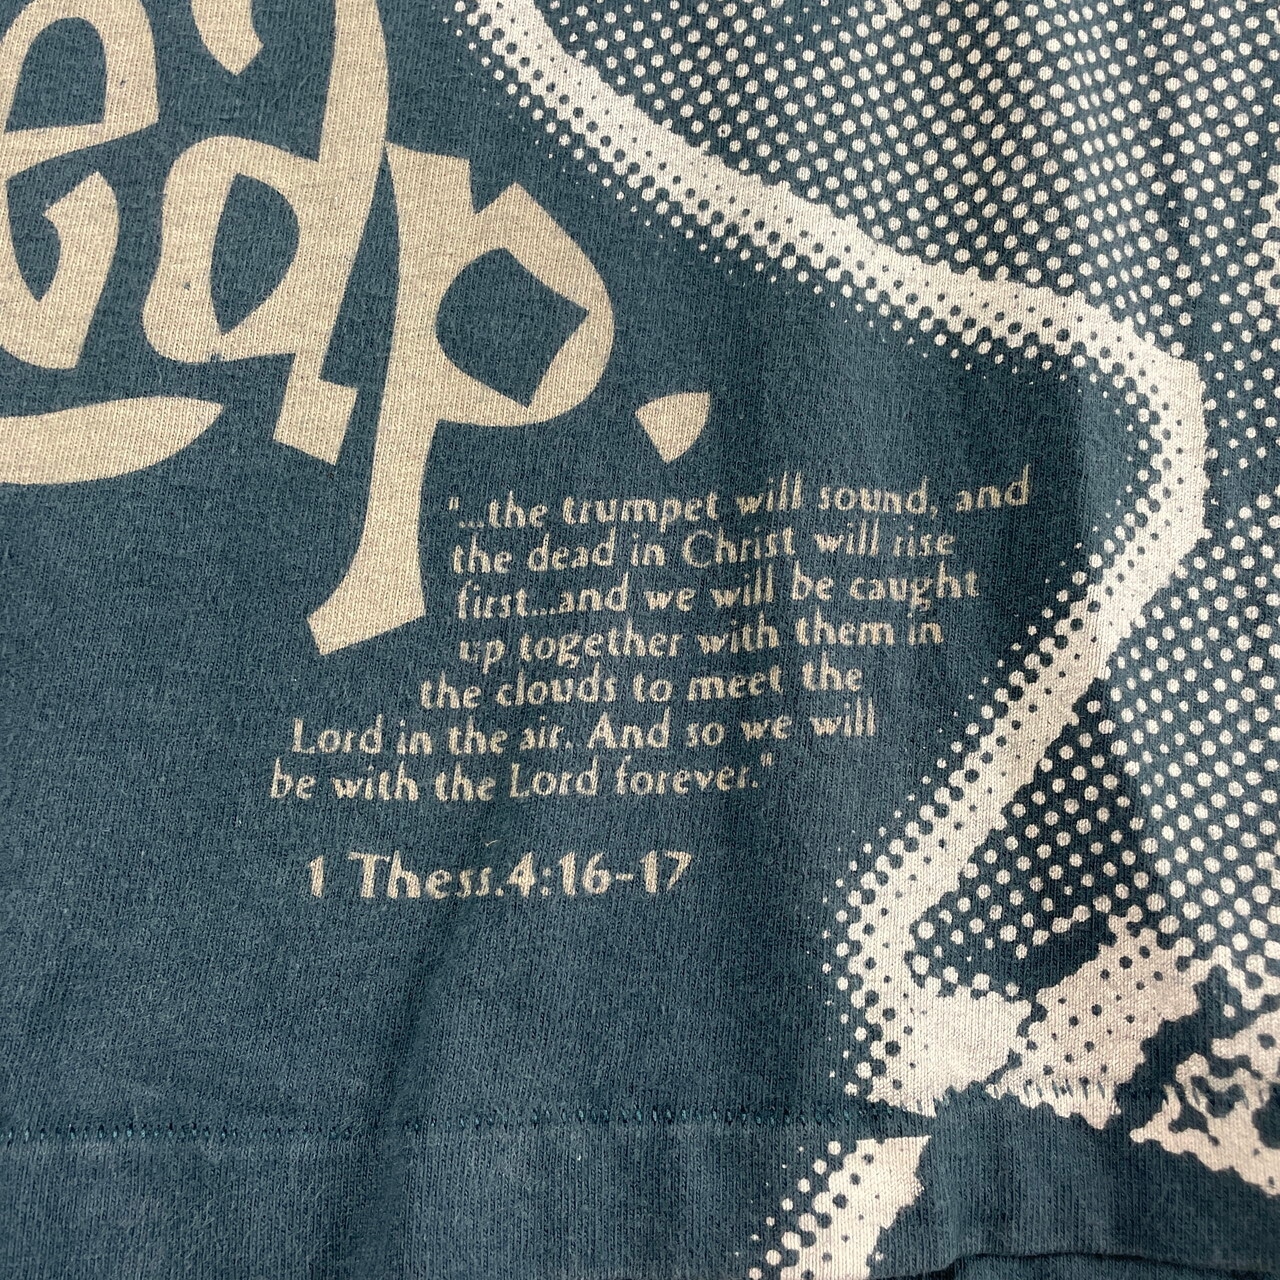 eap.
"...the trumpet will sound, and
the dead in Christ will rise
first...and we will be caught
up together with them in
the clouds to meet the
Lord in the air. And so we will
be with the Lord forever."
1 Thess.4:16-17